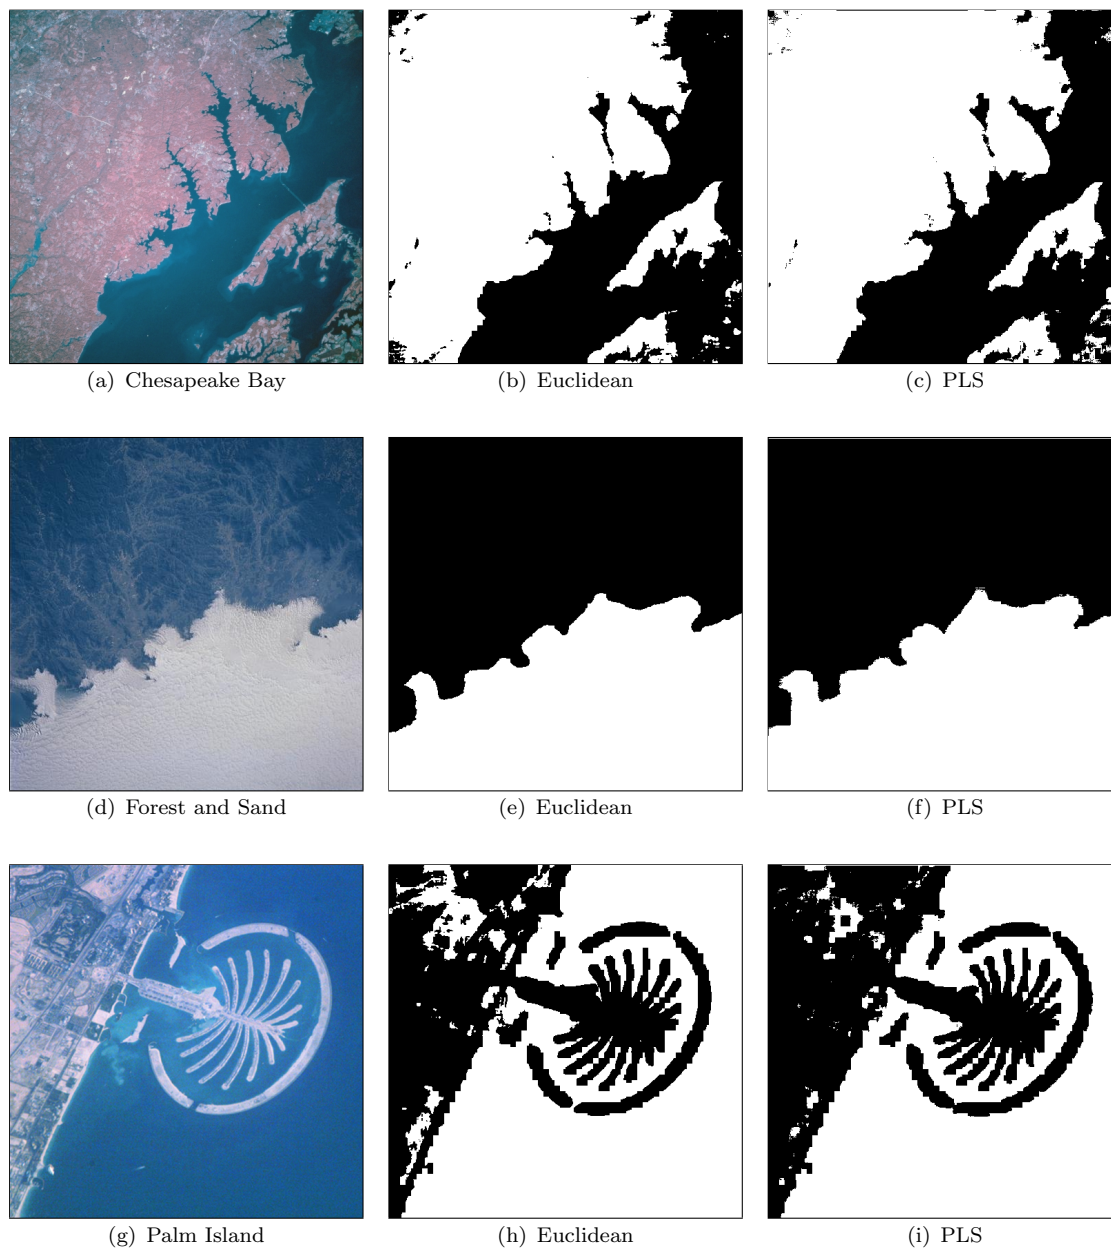 (a) Chesapeake Bay
(b) Euclidean
(c) PLS
(d) Forest and Sand
(e) Euclidean
(f) PLS
(g) Palm Island
(h) Euclidean
(i) PLS